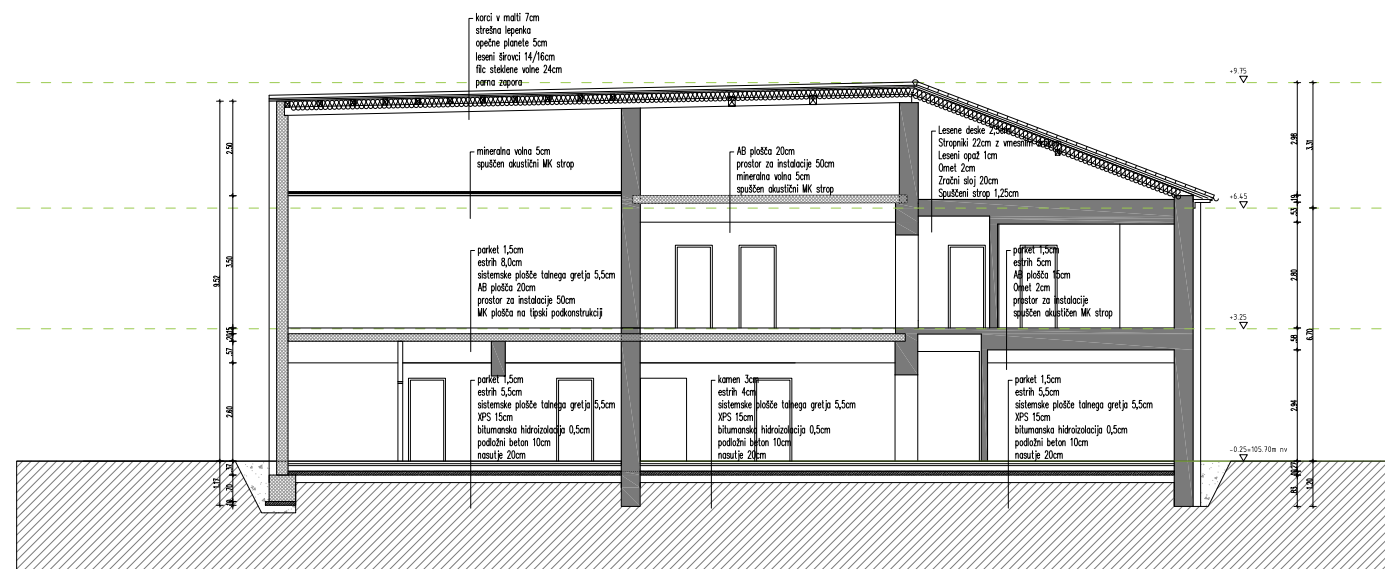 korci v malti 7cm
strešna lepenka
opečne planete 5cm
leseni širovci 14/16cm
filc steklene volne 24cm
parna zapora
+9.75
mineralna volna 5cm
spuščen akustični MK strop
AB plošča 20cm
prostor za instalacije 50cm
mineralna volna 5cm
spuščen akustični MK strop
Lesene deske 2,5cm
Stropniki 22cm z vmesnim
Leseni opaž 1cm
Omet 2cm
Zračni sloj 20cm
Spuščeni strop 1,25cm
+6.45
parket 1,5cm
estrih 8,0cm
sistemske plošče talnega gretja 5,5cm
AB plošča 20cm
prostor za instalacije 50cm
MK plošča na tipski podkonstrukciji
parket 1,5cm
estrih 5cm
AB plošča 15cm
Omet 2cm
prostor za instalacije
spuščen akustičen MK strop
+3.25
parket 1,5cm
estrih 5,5cm
sistemske plošče talnega gretja 5,5cm
XPS 15cm
bitumanska hidroizolacija 0,5cm
podložni beton 10cm
nasutje 20cm
kamen 3cm
estrih 4cm
sistemske plošče talnega gretja 5,5cm
XPS 15cm
bitumanska hidroizolacija 0,5cm
podložni beton 10cm
nasutje 20cm
parket 1,5cm
estrih 5,5cm
sistemske plošče talnega gretja 5,5cm
XPS 15cm
bitumanska hidroizolacija 0,5cm
podložni beton 10cm
nasutje 20cm
-0.25=105.70m nv
2.50
3.50
9.52
.57
2.60
1.17
.70
2.98
3.31
.19
.53
2.80
.58
6.70
2.94
.83
1.20